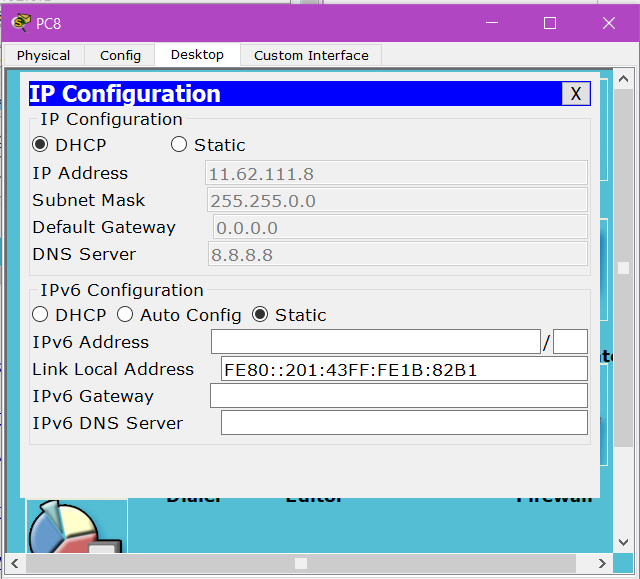 PC8
Physical Config Desktop Custom Interface
IP Configuration X
IP Configuration
DHCP Static
IP Address 11.62.111.8
Subnet Mask 255.255.0.0
Default Gateway 0.0.0.0
DNS Server 8.8.8.8
IPv6 Configuration
DHCP Auto Config Static
IPv6 Address /
Link Local Address FE80::201:43FF:FE1B:82B1
IPv6 Gateway
IPv6 DNS Server
Dialer Editor Firewall